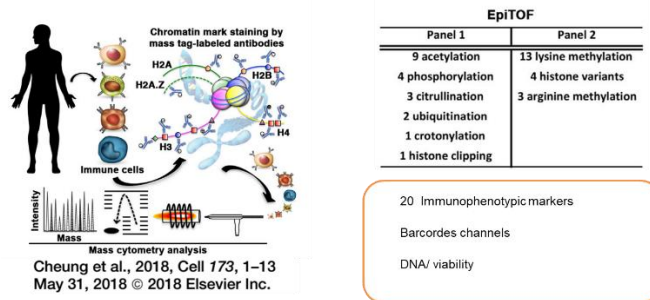 Chromatin mark staining by
mass tag-labeled antibodies
H2A
H2A.Z
H2B
H3
H4
Immune cells
Intensity
Mass
Mass cytometry analysis
Cheung et al., 2018, Cell 173, 1–13
May 31, 2018 © 2018 Elsevier Inc.
EpiTOF
Panel 1 Panel 2
9 acetylation 13 lysine methylation
4 phosphorylation 4 histone variants
3 citrullination 3 arginine methylation
2 ubiquitination
1 crotonylation
1 histone clipping
20 Immunophenotypic markers
Barcordes channels
DNA/ viability